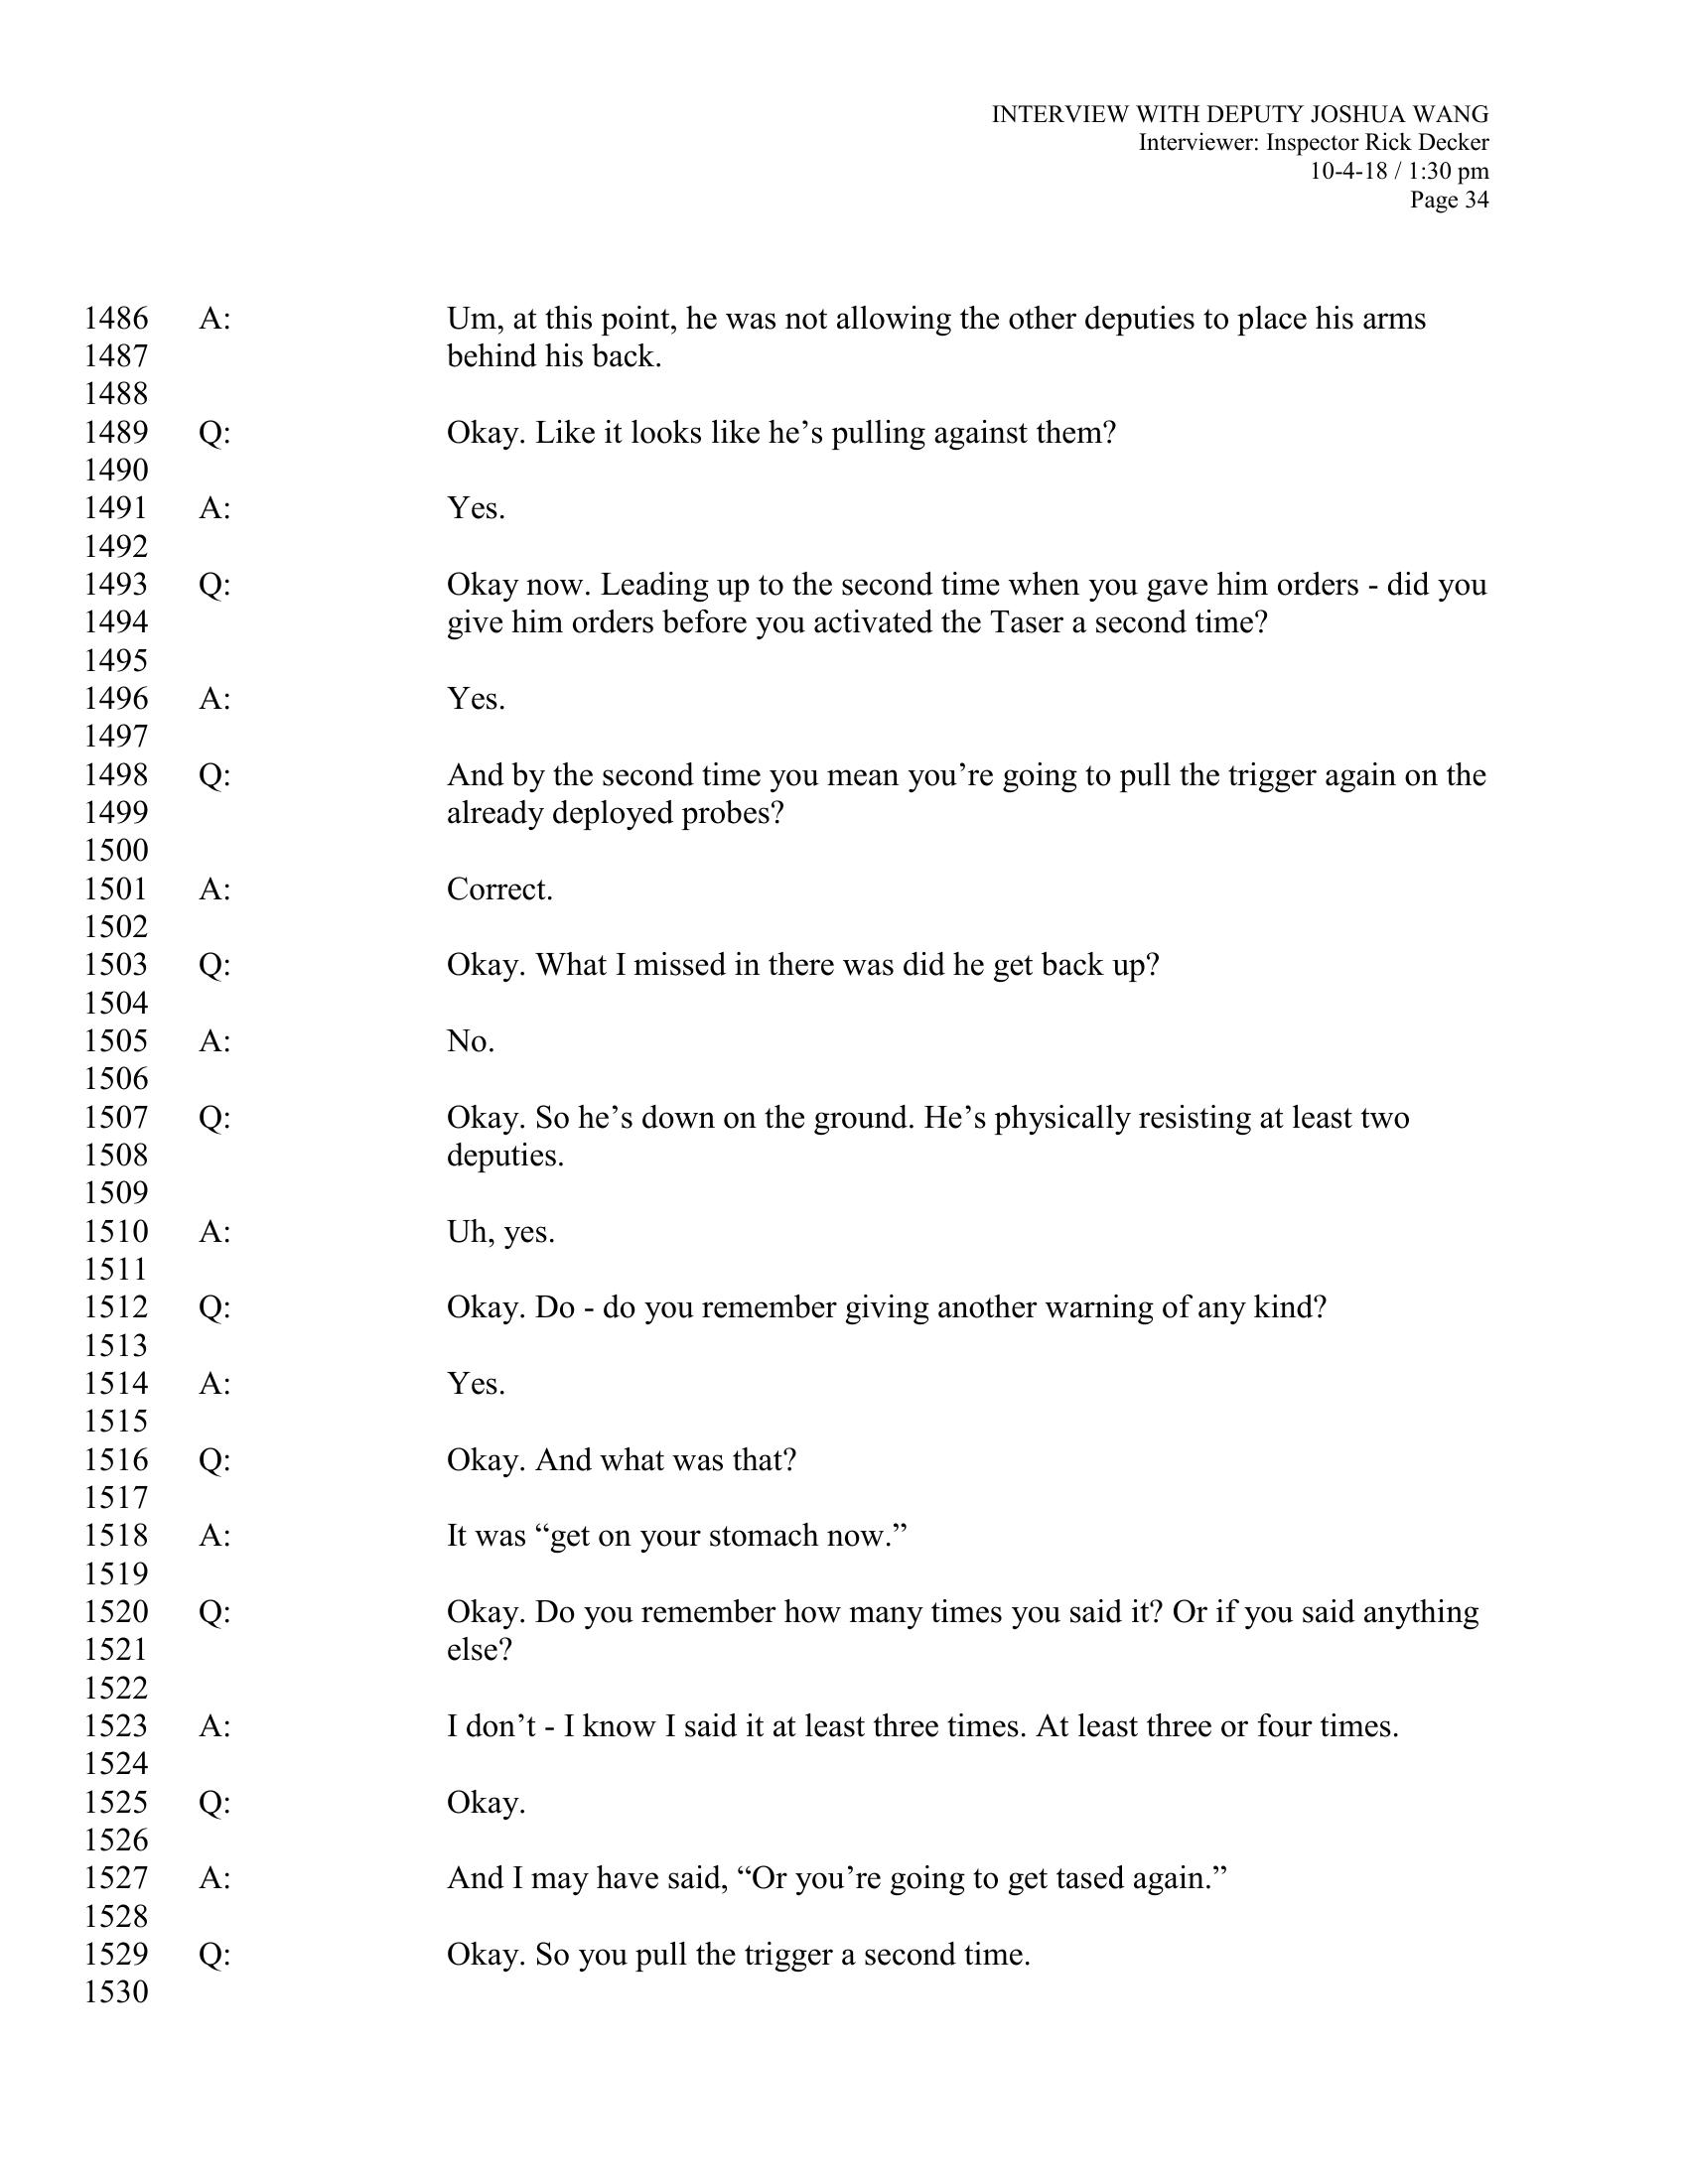 INTERVIEW WITH DEPUTY JOSHUA WANG
Interviewer: Inspector Rick Decker
10-4-18 / 1:30 pm
Page 34
1486 A: Um, at this point, he was not allowing the other deputies to place his arms
1487 behind his back.
1488
1489 Q: Okay. Like it looks like he’s pulling against them?
1490
1491 A: Yes.
1492
1493 Q: Okay now. Leading up to the second time when you gave him orders - did you
1494 give him orders before you activated the Taser a second time?
1495
1496 A: Yes.
1497
1498 Q: And by the second time you mean you’re going to pull the trigger again on the
1499 already deployed probes?
1500
1501 A: Correct.
1502
1503 Q: Okay. What I missed in there was did he get back up?
1504
1505 A: No.
1506
1507 Q: Okay. So he’s down on the ground. He’s physically resisting at least two
1508 deputies.
1509
1510 A: Uh, yes.
1511
1512 Q: Okay. Do - do you remember giving another warning of any kind?
1513
1514 A: Yes.
1515
1516 Q: Okay. And what was that?
1517
1518 A: It was “get on your stomach now.”
1519
1520 Q: Okay. Do you remember how many times you said it? Or if you said anything
1521 else?
1522
1523 A: I don’t - I know I said it at least three times. At least three or four times.
1524
1525 Q: Okay.
1526
1527 A: And I may have said, “Or you’re going to get tased again.”
1528
1529 Q: Okay. So you pull the trigger a second time.
1530